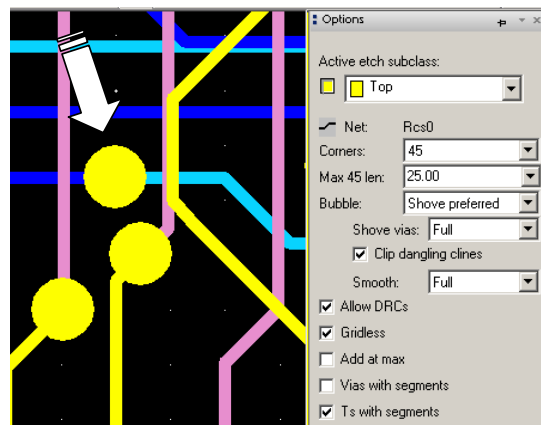 Options
Active etch subclass:
Top
Net: Rcs0
Corners: 45
Max 45 len: 25.00
Bubble: Shove preferred
Shove vias: Full
Clip dangling clines
Smooth: Full
Allow DRCs
Gridless
Add at max
Vias with segments
Ts with segments